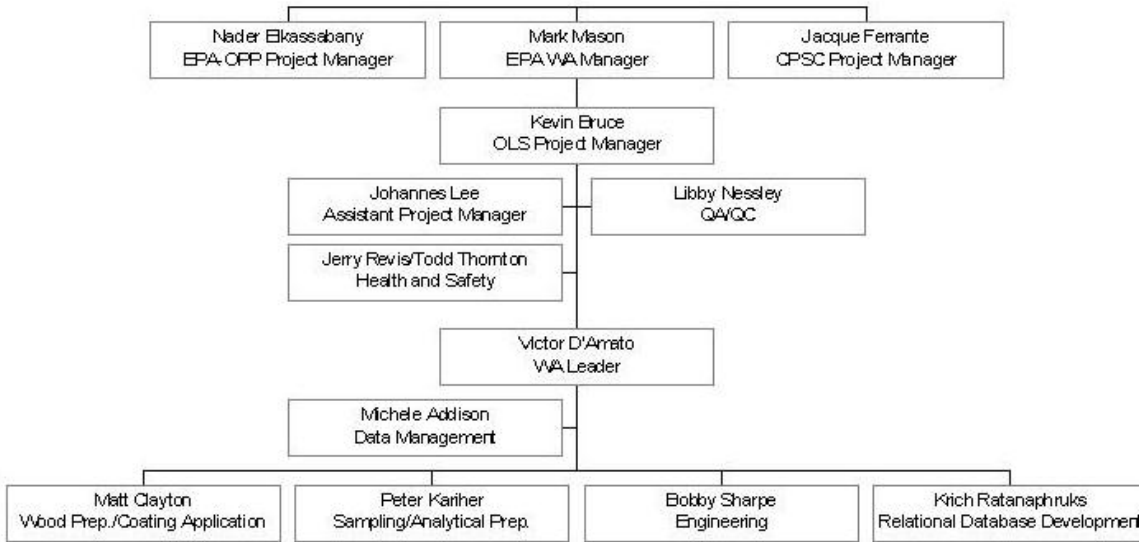 Nader Elkassabany
EPA-OPP Project Manager
Mark Mason
EPA WA Manager
Jacque Ferrante
CPSC Project Manager
Kevin Bruce
OLS Project Manager
Johannes Lee
Assistant Project Manager
Libby Nessley
QA/QC
Jerry Revis/Todd Thornton
Health and Safety
Victor D'Amato
WA Leader
Michele Addison
Data Management
Matt Clayton
Wood Prep./Coating Application
Peter Kariher
Sampling/Analytical Prep.
Bobby Sharpe
Engineering
Krich Ratanaphruks
Relational Database Development